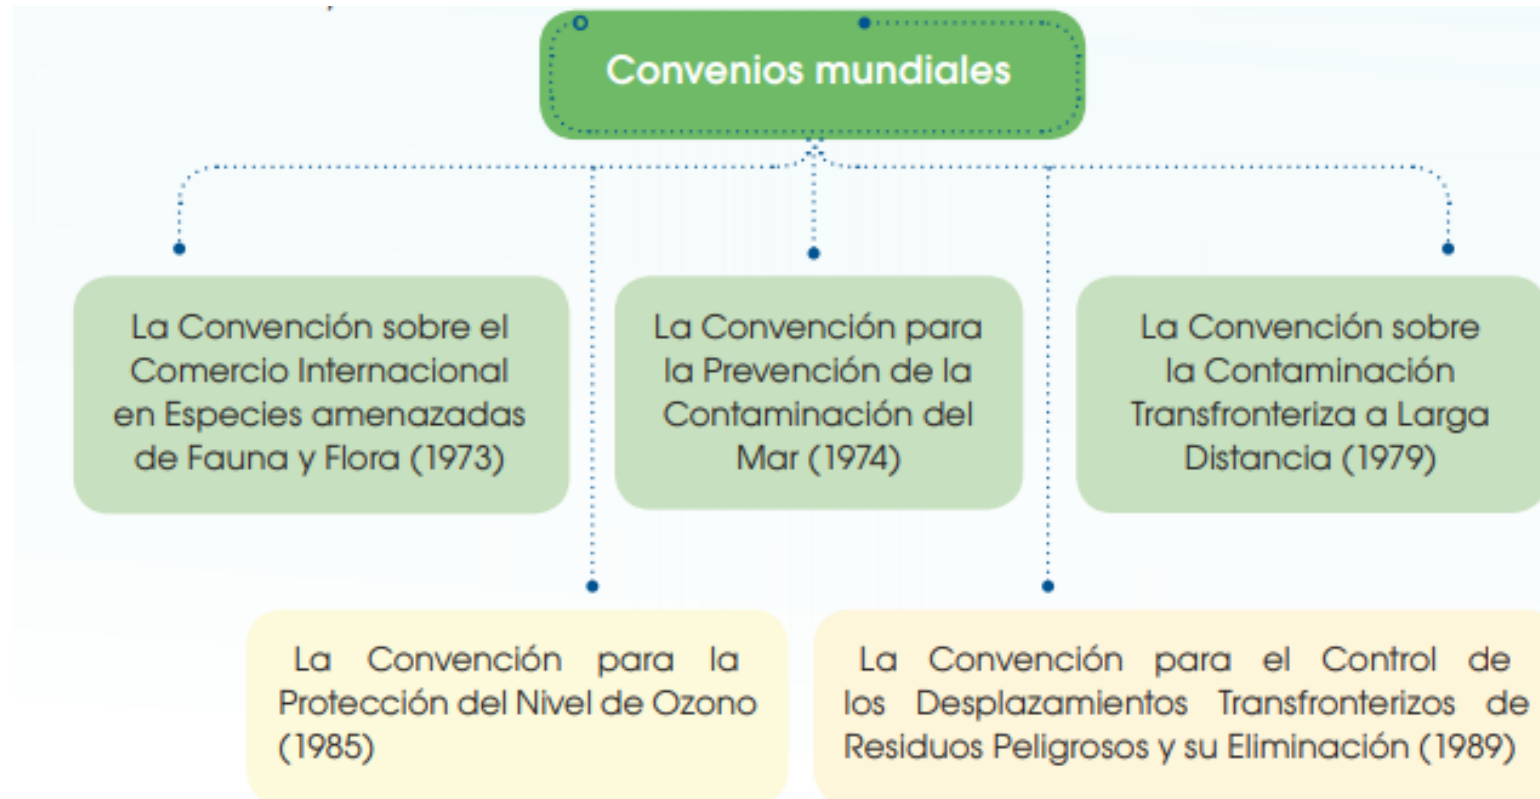 Convenios mundiales
La Convención sobre el
Comercio Internacional
en Especies amenazadas
de Fauna y Flora (1973)
La Convención para
la Prevención de la
Contaminación del
Mar (1974)
La Convención sobre
la Contaminación
Transfronteriza a Larga
Distancia (1979)
La Convención para la
Protección del Nivel de Ozono
(1985)
La Convención para el Control de
los Desplazamientos Transfronterizos de
Residuos Peligrosos y su Eliminación (1989)